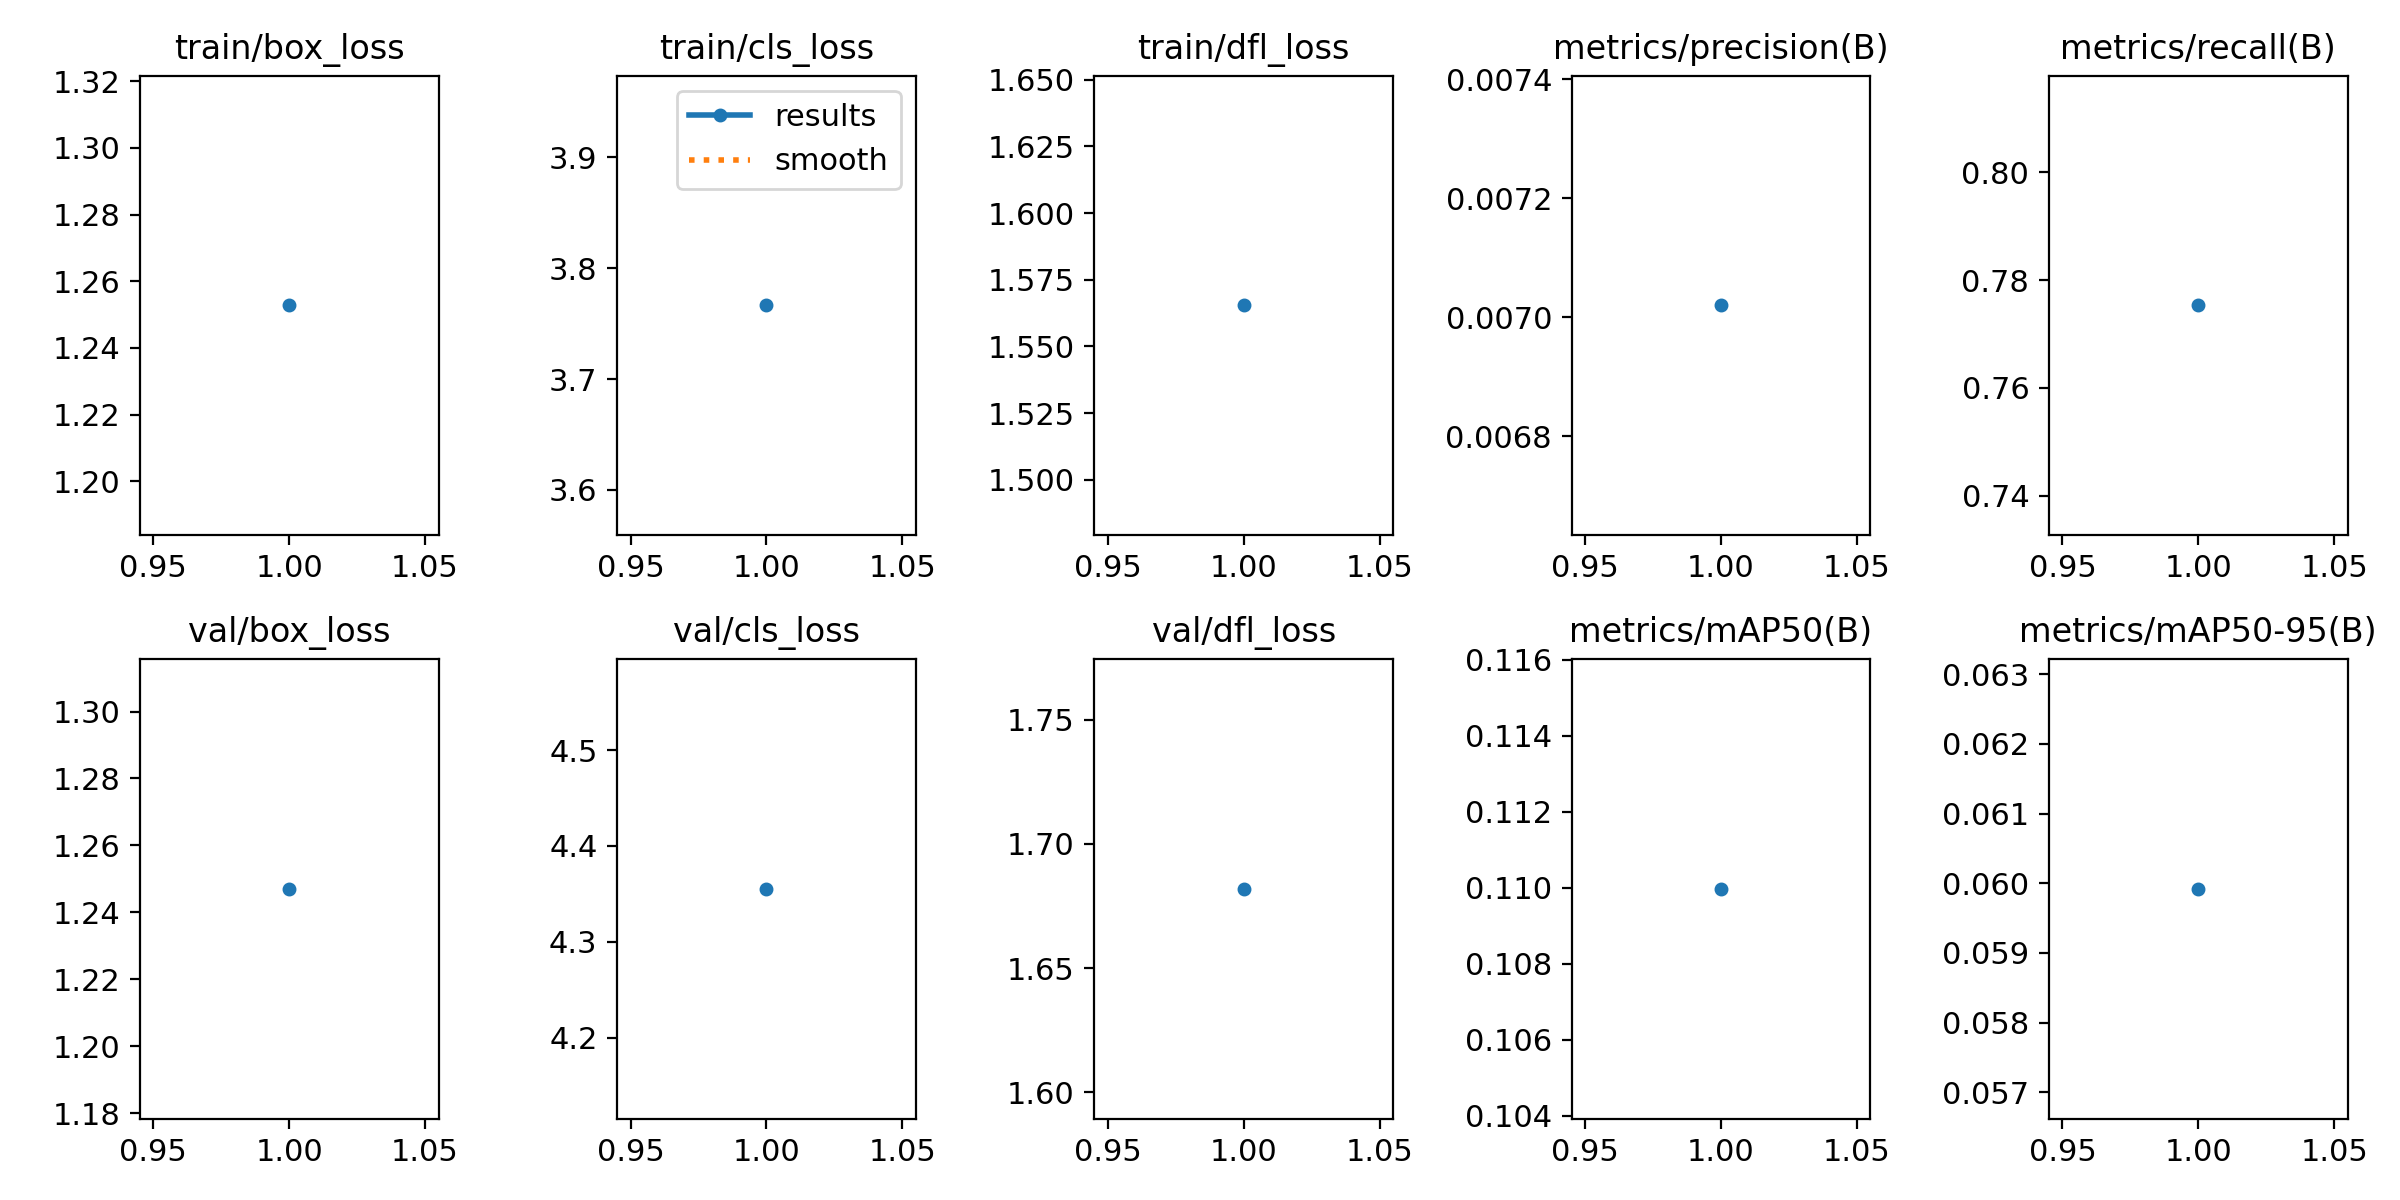 train/box_loss
1.32
1.30
1.28
1.26
1.24
1.22
1.20
0.95 1.00 1.05
train/cls_loss
results
smooth
3.9
3.8
3.7
3.6
0.95 1.00 1.05
train/dfl_loss
1.650
1.625
1.600
1.575
1.550
1.525
1.500
0.95 1.00 1.05
metrics/precision(B)
0.0074
0.0072
0.0070
0.0068
0.95 1.00 1.05
metrics/recall(B)
0.80
0.78
0.76
0.74
0.95 1.00 1.05
val/box_loss
1.30
1.28
1.26
1.24
1.22
1.20
1.18
0.95 1.00 1.05
val/cls_loss
4.5
4.4
4.3
4.2
0.95 1.00 1.05
val/dfl_loss
1.75
1.70
1.65
1.60
0.95 1.00 1.05
metrics/mAP50(B)
0.116
0.114
0.112
0.110
0.108
0.106
0.104
0.95 1.00 1.05
metrics/mAP50-95(B)
0.063
0.062
0.061
0.060
0.059
0.058
0.057
0.95 1.00 1.05